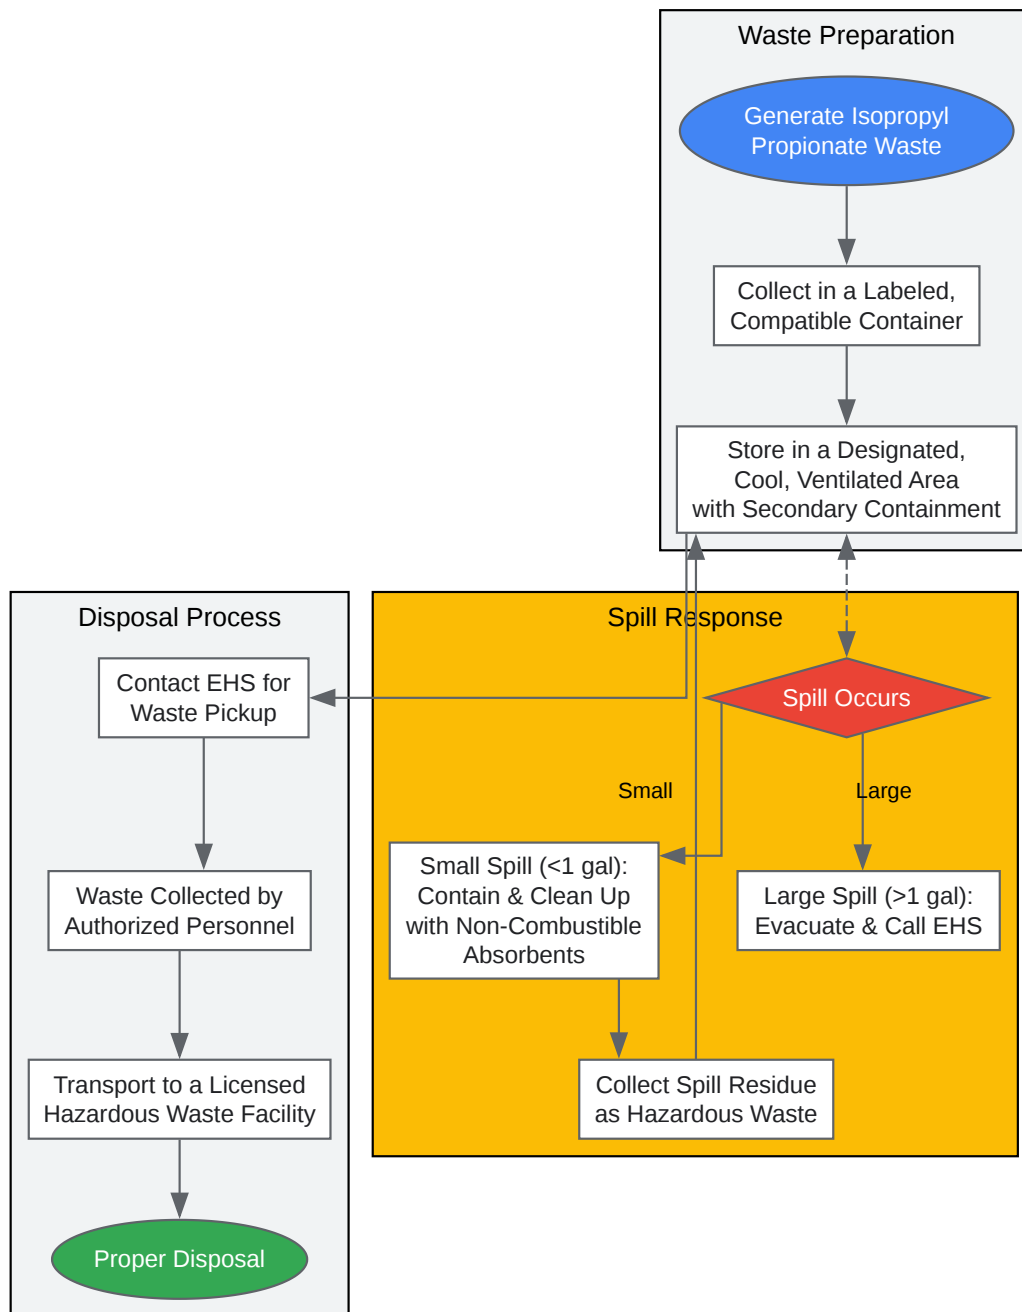 Waste Preparation
Generate Isopropyl
Propionate Waste
Collect in a Labeled,
Compatible Container
Store in a Designated,
Cool, Ventilated Area
with Secondary Containment
Disposal Process
Contact EHS for
Waste Pickup
Waste Collected by
Authorized Personnel
Transport to a Licensed
Hazardous Waste Facility
Proper Disposal
Spill Response
Spill Occurs
Small
Large
Small Spill (<1 gal):
Contain & Clean Up
with Non-Combustible
Absorbents
Large Spill (>1 gal):
Evacuate & Call EHS
Collect Spill Residue
as Hazardous Waste